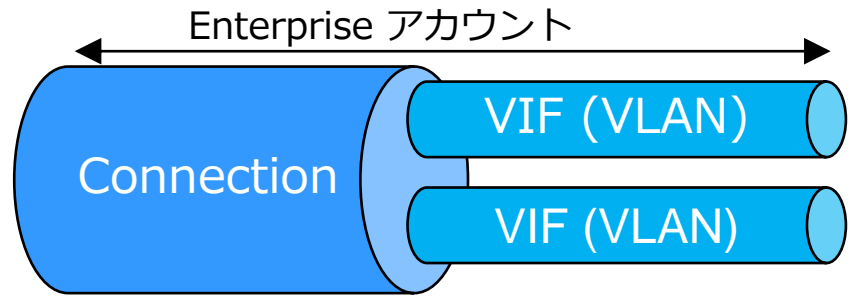 Enterprise アカウント
VIF (VLAN)
Connection
VIF (VLAN)